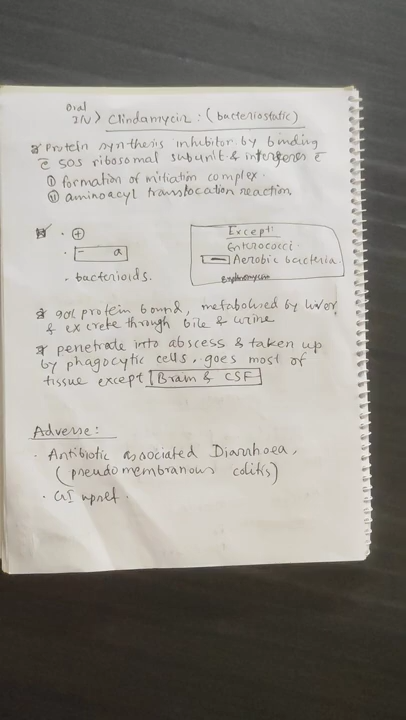 Oral
IV > Clindamycin : (bacteriostatic)
* Protein synthesis inhibitor by binding
c̄ 50s ribosomal subunit & interferes c̄
① formation of initiation complex.
② aminoacyl translocation reaction
* · ⊕
· - a
· bacterioids.
Except:
Enterococci
- Aerobic bacteria.
* 90% protein bound, metabolised by liver
& excrete through bile & urine
* penetrate into abscess & taken up
by phagocytic cells, goes most of
tissue except Brain & CSF
Adverse:
· Antibiotic associated Diarrhoea,
(pseudomembranous colitis)
· GI upset.